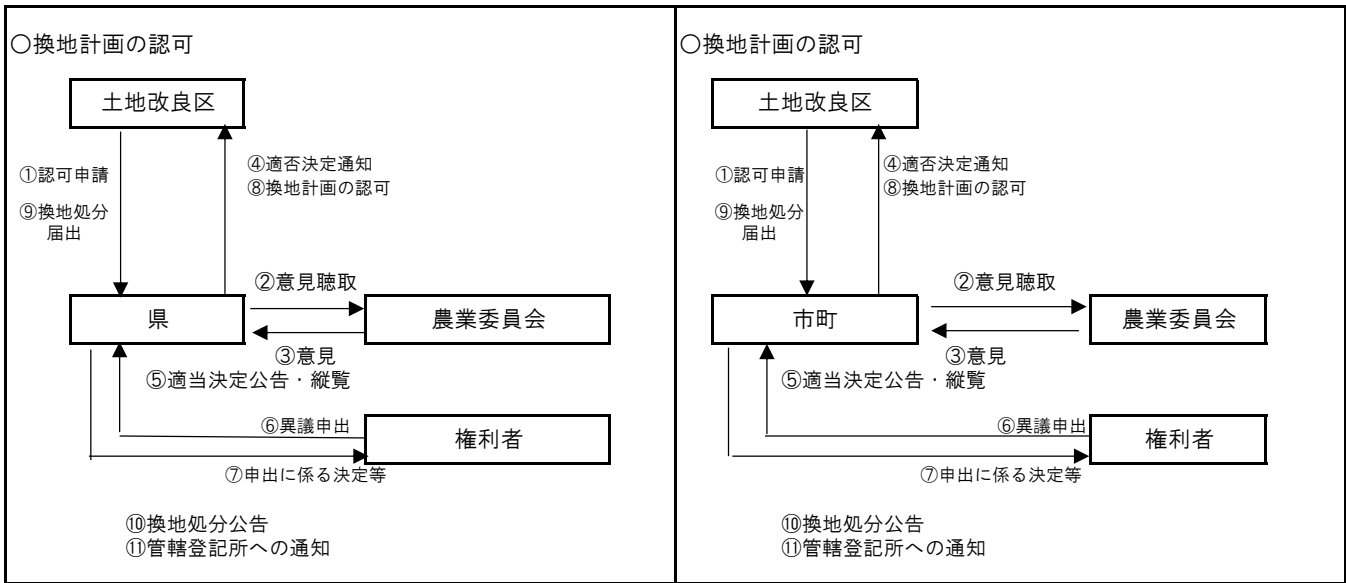 ○換地計画の認可
土地改良区
①認可申請
⑨換地処分
届出
④適否決定通知
⑧換地計画の認可
②意見聴取
県
農業委員会
③意見
⑤適当決定公告・縦覧
⑥異議申出
権利者
⑦申出に係る決定等
⑩換地処分公告
⑪管轄登記所への通知
○換地計画の認可
土地改良区
①認可申請
⑨換地処分
届出
④適否決定通知
⑧換地計画の認可
②意見聴取
市町
農業委員会
③意見
⑤適当決定公告・縦覧
⑥異議申出
権利者
⑦申出に係る決定等
⑩換地処分公告
⑪管轄登記所への通知